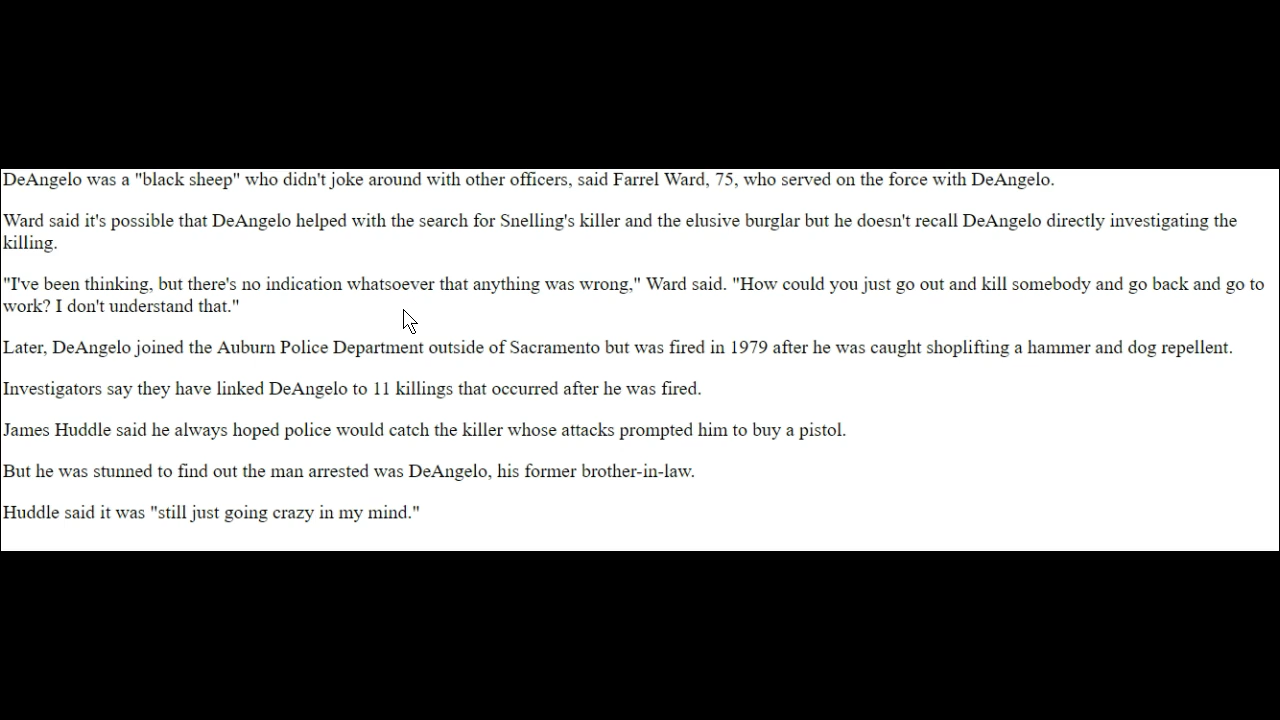 DeAngelo was a "black sheep" who didn't joke around with other officers, said Farrel Ward, 75, who served on the force with DeAngelo.
Ward said it's possible that DeAngelo helped with the search for Snelling's killer and the elusive burglar but he doesn't recall DeAngelo directly investigating the
killing.
"I've been thinking, but there's no indication whatsoever that anything was wrong," Ward said. "How could you just go out and kill somebody and go back and go to
work? I don't understand that."
Later, DeAngelo joined the Auburn Police Department outside of Sacramento but was fired in 1979 after he was caught shoplifting a hammer and dog repellent.
Investigators say they have linked DeAngelo to 11 killings that occurred after he was fired.
James Huddle said he always hoped police would catch the killer whose attacks prompted him to buy a pistol.
But he was stunned to find out the man arrested was DeAngelo, his former brother-in-law.
Huddle said it was "still just going crazy in my mind."